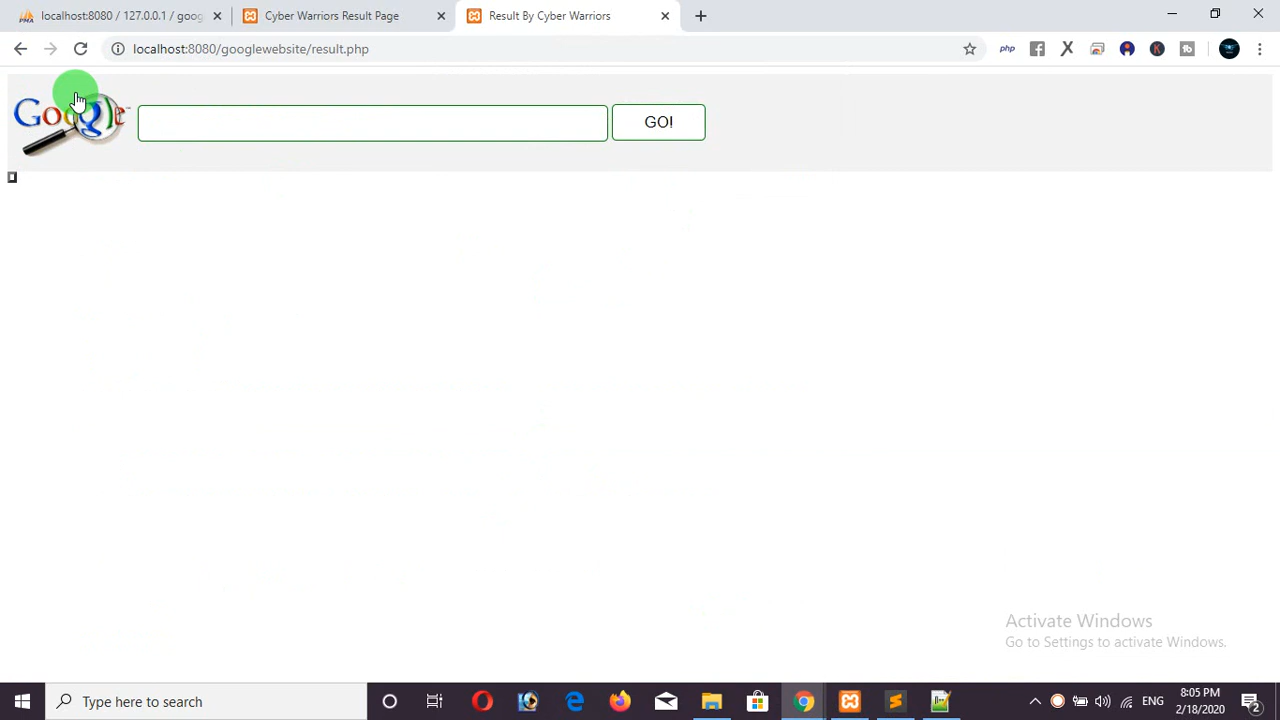 localhost:8080 / 127.0.0.1 / goog
Cyber Warriors Result Page
Result By Cyber Warriors
localhost:8080/googlewebsite/result.php
php
Google
GO!
Activate Windows
Go to Settings to activate Windows.
Type here to search
ENG
8:05 PM
2/18/2020
2